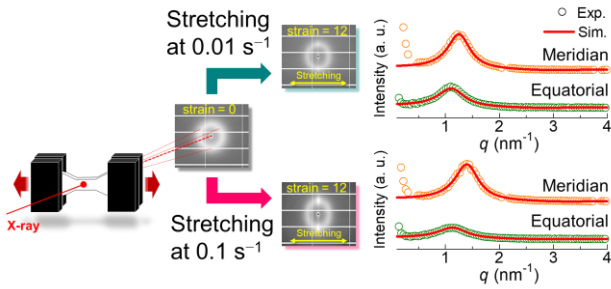 Stretching
at 0.01 s⁻¹
strain = 12
Stretching
strain = 0
X-ray
Stretching
at 0.1 s⁻¹
strain = 12
Stretching
Exp.
Sim.
Meridian
Equatorial
Intensity (a. u.)
0 1 2 3 4
q (nm⁻¹)
Meridian
Equatorial
Intensity (a. u.)
0 1 2 3 4
q (nm⁻¹)